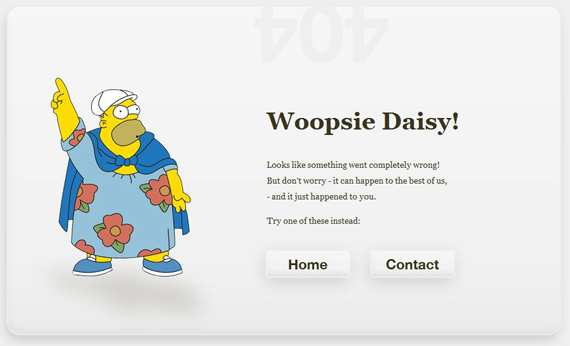 404
Woopsie Daisy!
Looks like something went completely wrong!
But don't worry - it can happen to the best of us,
- and it just happened to you.
Try one of these instead:
Home
Contact